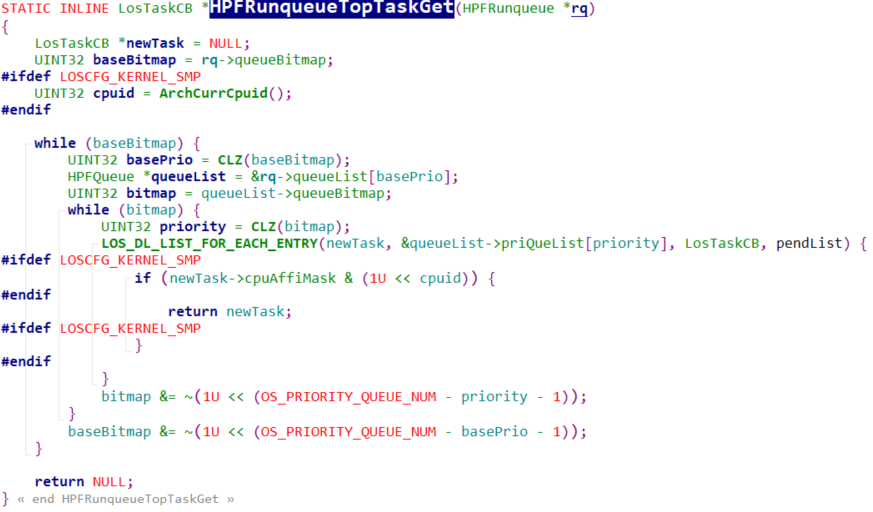 STATIC INLINE LosTaskCB *HPFRunqueueTopTaskGet(HPFRunqueue *rq)
{
    LosTaskCB *newTask = NULL;
    UINT32 baseBitmap = rq->queueBitmap;
#ifdef LOSCFG_KERNEL_SMP
    UINT32 cpuid = ArchCurrCpuid();
#endif

    while (baseBitmap) {
        UINT32 basePrio = CLZ(baseBitmap);
        HPFQueue *queueList = &rq->queueList[basePrio];
        UINT32 bitmap = queueList->queueBitmap;
        while (bitmap) {
            UINT32 priority = CLZ(bitmap);
            LOS_DL_LIST_FOR_EACH_ENTRY(newTask, &queueList->priQueList[priority], LosTaskCB, pendList) {
#ifdef LOSCFG_KERNEL_SMP
                if (newTask->cpuAffiMask & (1U << cpuid)) {
#endif
                    return newTask;
#ifdef LOSCFG_KERNEL_SMP
                }
#endif
            }
            bitmap &= ~(1U << (OS_PRIORITY_QUEUE_NUM - priority - 1));
        }
        baseBitmap &= ~(1U << (OS_PRIORITY_QUEUE_NUM - basePrio - 1));
    }

    return NULL;
} « end HPFRunqueueTopTaskGet »